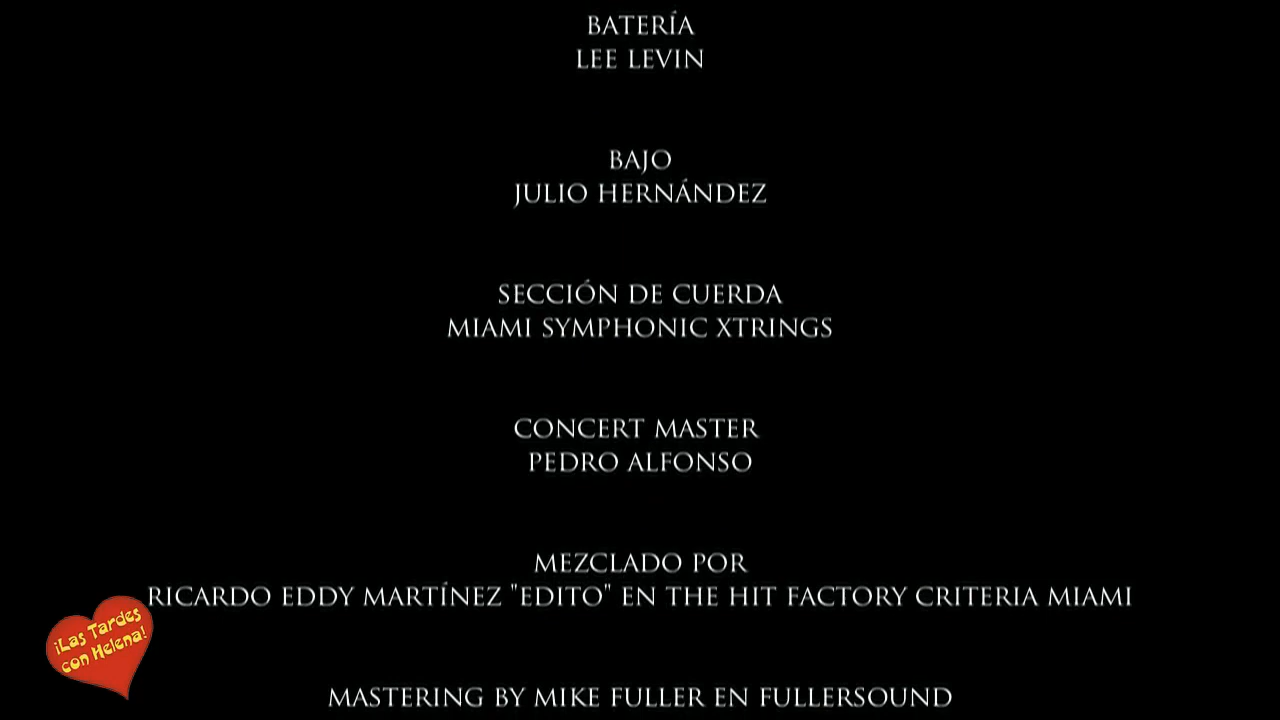 BATERÍA
LEE LEVIN
BAJO
JULIO HERNÁNDEZ
SECCIÓN DE CUERDA
MIAMI SYMPHONIC XTRINGS
CONCERT MASTER
PEDRO ALFONSO
MEZCLADO POR
RICARDO EDDY MARTÍNEZ "EDITO" EN THE HIT FACTORY CRITERIA MIAMI
¡Las Tardes
con Helena!
MASTERING BY MIKE FULLER EN FULLERSOUND